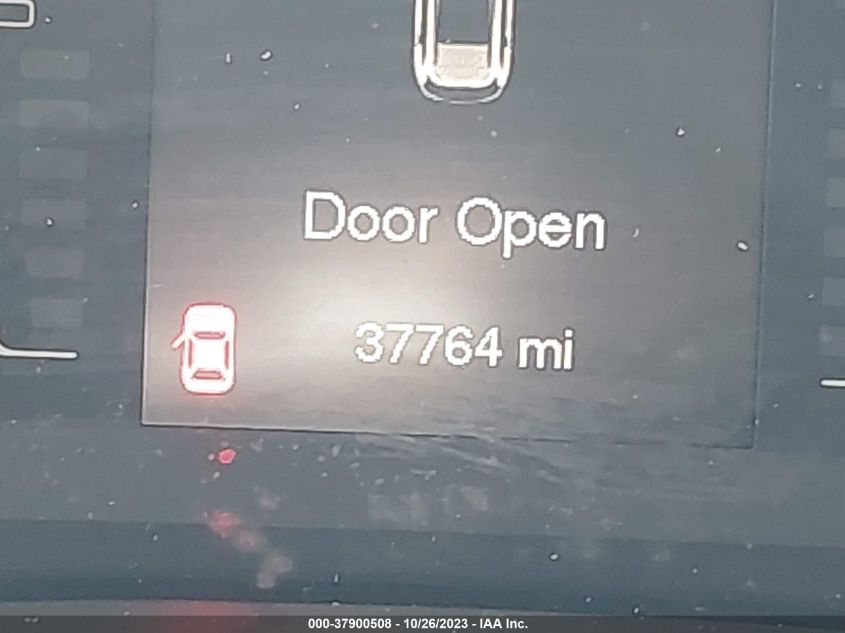 Door Open
37764 mi
000-37900508 - 10/26/2023 - IAA Inc.